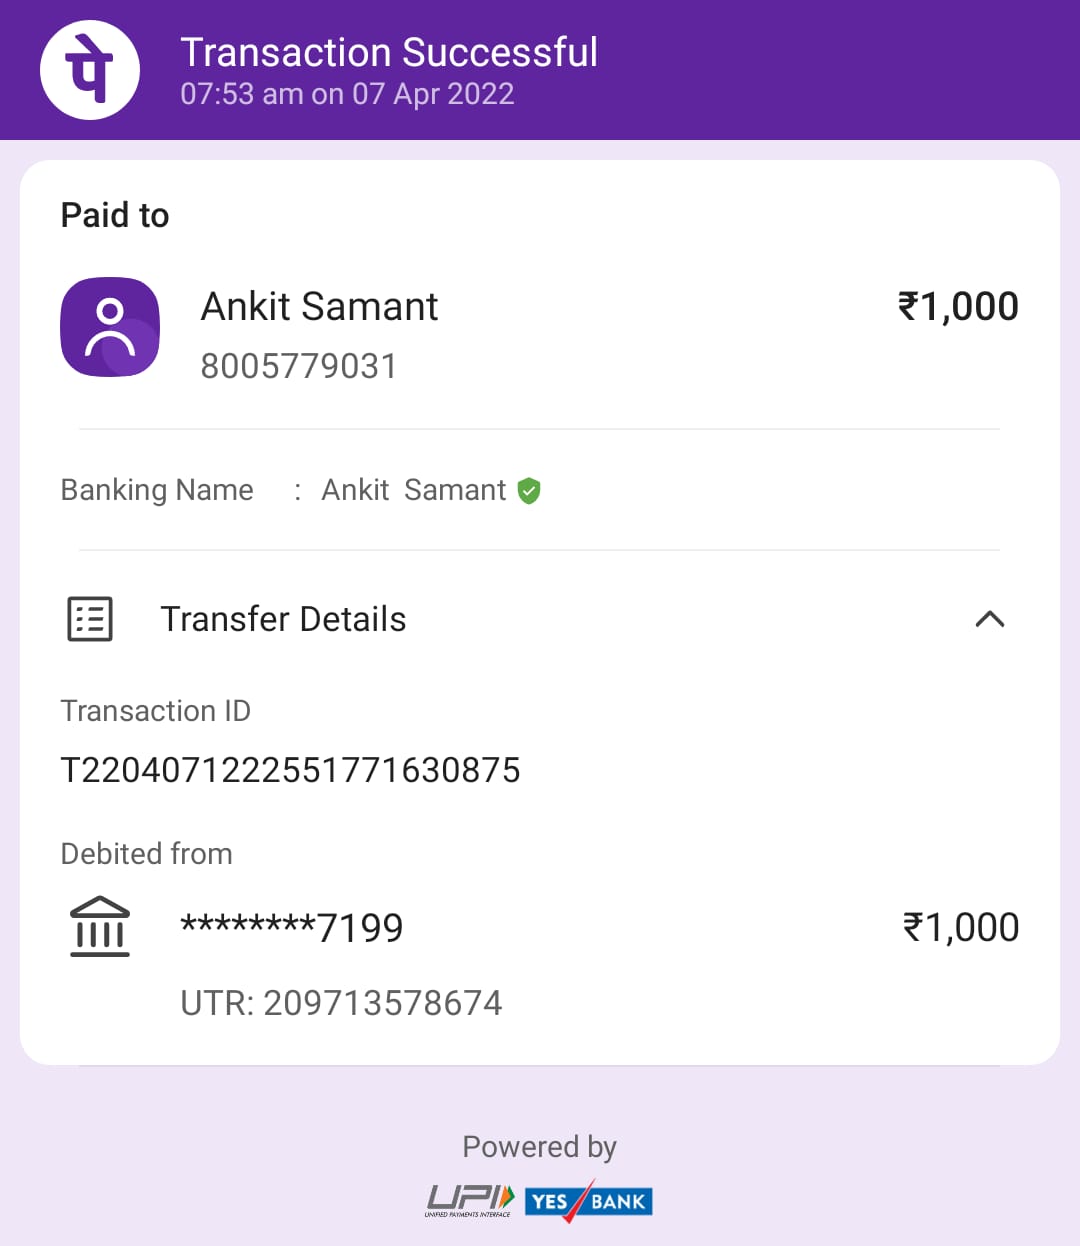 पे
Transaction Successful
07:53 am on 07 Apr 2022
Paid to
Ankit Samant
₹1,000
8005779031
Banking Name : Ankit Samant
Transfer Details
Transaction ID
T2204071222551771630875
Debited from
********7199
₹1,000
UTR: 209713578674
Powered by
UPI
UNIFIED PAYMENTS INTERFACE
YES BANK